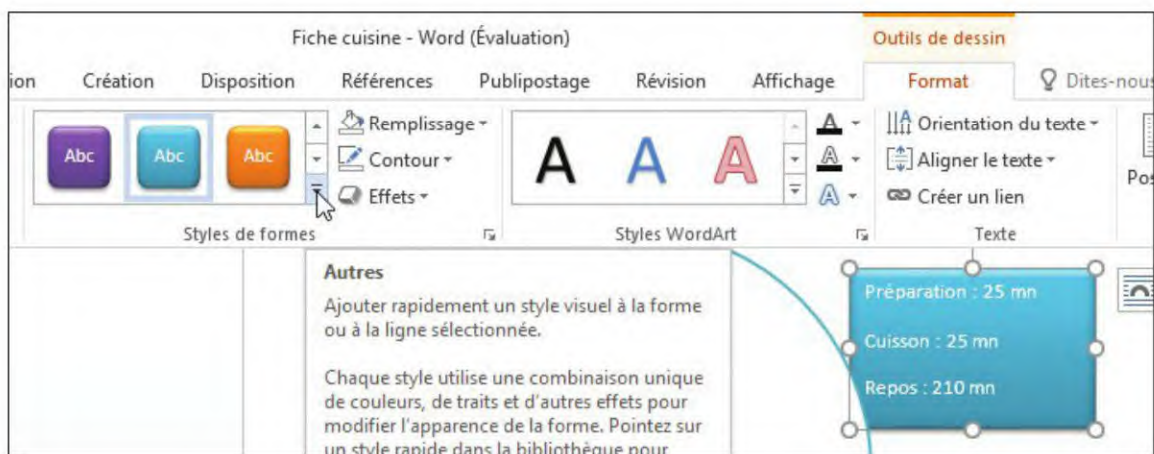 Fiche cuisine - Word (Évaluation)
Outils de dessin
ion Création Disposition Références Publipostage Révision Affichage Format Dites-nous
Abc Abc Abc
Remplissage
Contour
Effets
A A A
A
A
A
Orientation du texte
Aligner le texte
Créer un lien
Pos
Styles de formes Styles WordArt Texte
Autres
Ajouter rapidement un style visuel à la forme
ou à la ligne sélectionnée.
Chaque style utilise une combinaison unique
de couleurs, de traits et d'autres effets pour
modifier l'apparence de la forme. Pointez sur
un style rapide dans la bibliothèque pour
Préparation : 25 mn
Cuisson : 25 mn
Repos : 210 mn